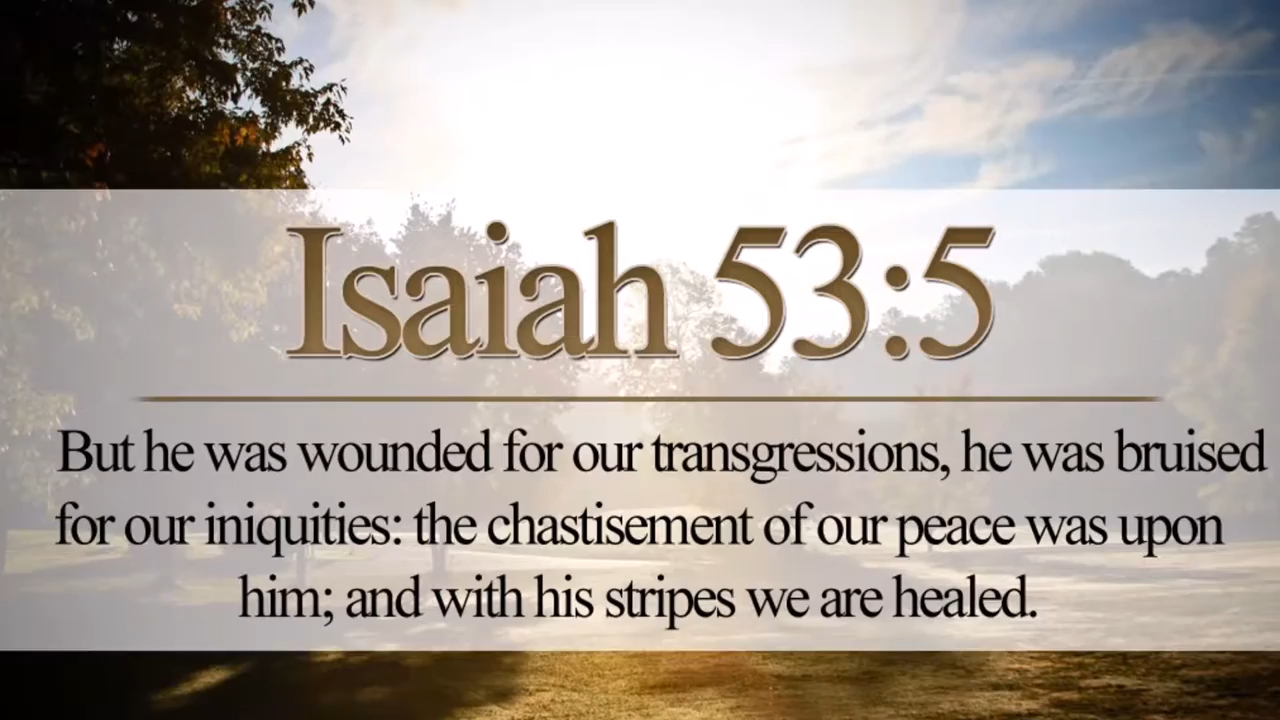 Isaiah 53:5
But he was wounded for our transgressions, he was bruised
for our iniquities: the chastisement of our peace was upon
him; and with his stripes we are healed.